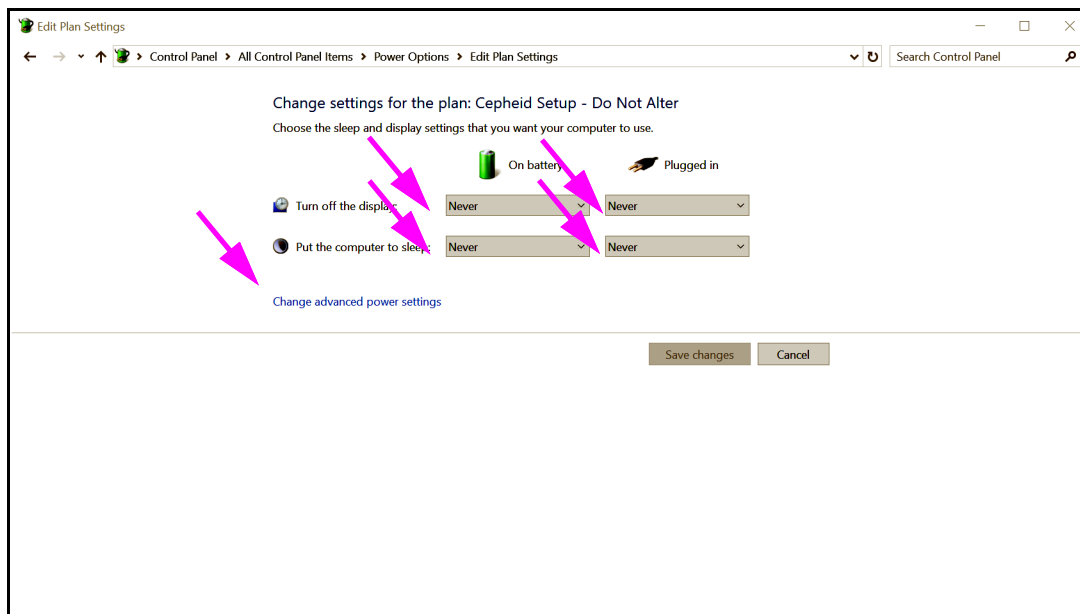 Edit Plan Settings
Control Panel > All Control Panel Items > Power Options > Edit Plan Settings
Search Control Panel
Change settings for the plan: Cepheid Setup - Do Not Alter
Choose the sleep and display settings that you want your computer to use.
On battery Plugged in
Turn off the display: Never Never
Put the computer to sleep: Never Never
Change advanced power settings
Save changes Cancel